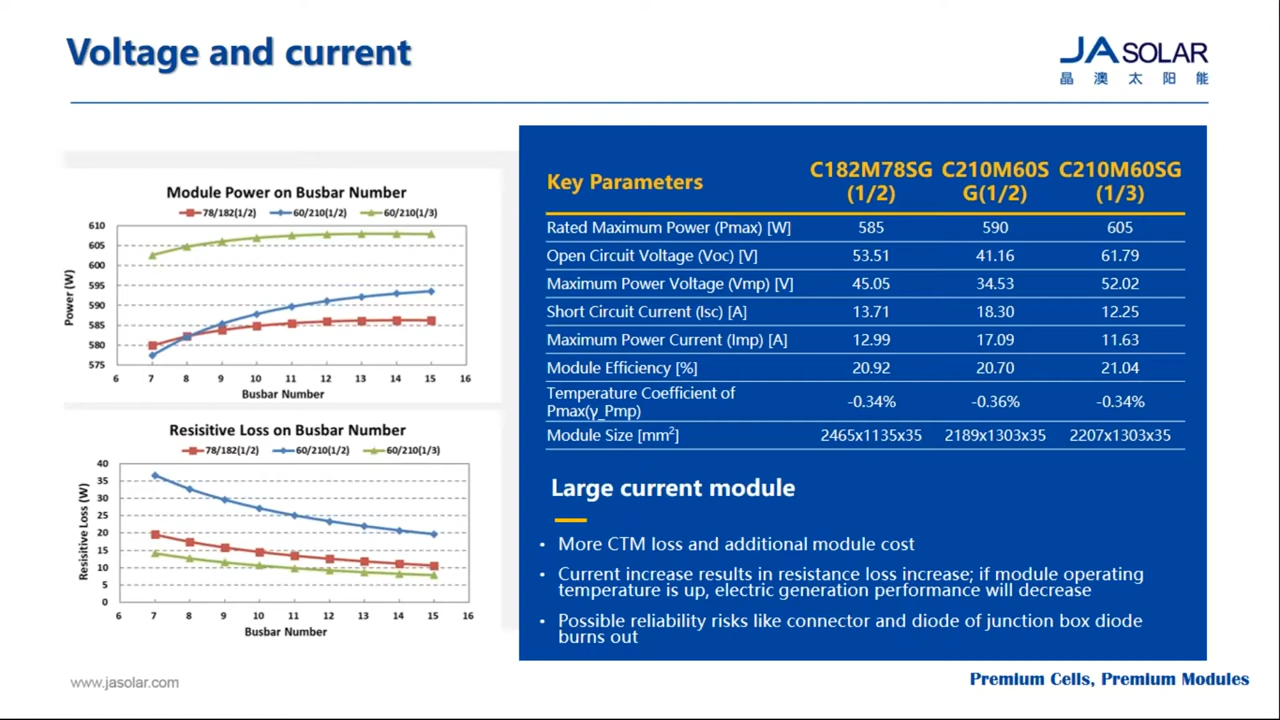 Voltage and current
JA SOLAR
晶 澳 太 阳 能
Module Power on Busbar Number
78/182(1/2) 60/210(1/2) 60/210(1/3)
610
605
600
595
590
585
580
575
Power (W)
6 7 8 9 10 11 12 13 14 15 16
Busbar Number
Resisitive Loss on Busbar Number
78/182(1/2) 60/210(1/2) 60/210(1/3)
40
35
30
25
20
15
10
5
0
Resisitive Loss (W)
6 7 8 9 10 11 12 13 14 15 16
Busbar Number
Key Parameters C182M78SG (1/2) C210M60S G(1/2) C210M60SG (1/3)
Rated Maximum Power (Pmax) [W] 585 590 605
Open Circuit Voltage (Voc) [V] 53.51 41.16 61.79
Maximum Power Voltage (Vmp) [V] 45.05 34.53 52.02
Short Circuit Current (Isc) [A] 13.71 18.30 12.25
Maximum Power Current (Imp) [A] 12.99 17.09 11.63
Module Efficiency [%] 20.92 20.70 21.04
Temperature Coefficient of
Pmax(γ_Pmp) -0.34% -0.36% -0.34%
Module Size [mm²] 2465x1135x35 2189x1303x35 2207x1303x35
Large current module
• More CTM loss and additional module cost
• Current increase results in resistance loss increase; if module operating
temperature is up, electric generation performance will decrease
• Possible reliability risks like connector and diode of junction box diode
burns out
www.jasolar.com
Premium Cells, Premium Modules